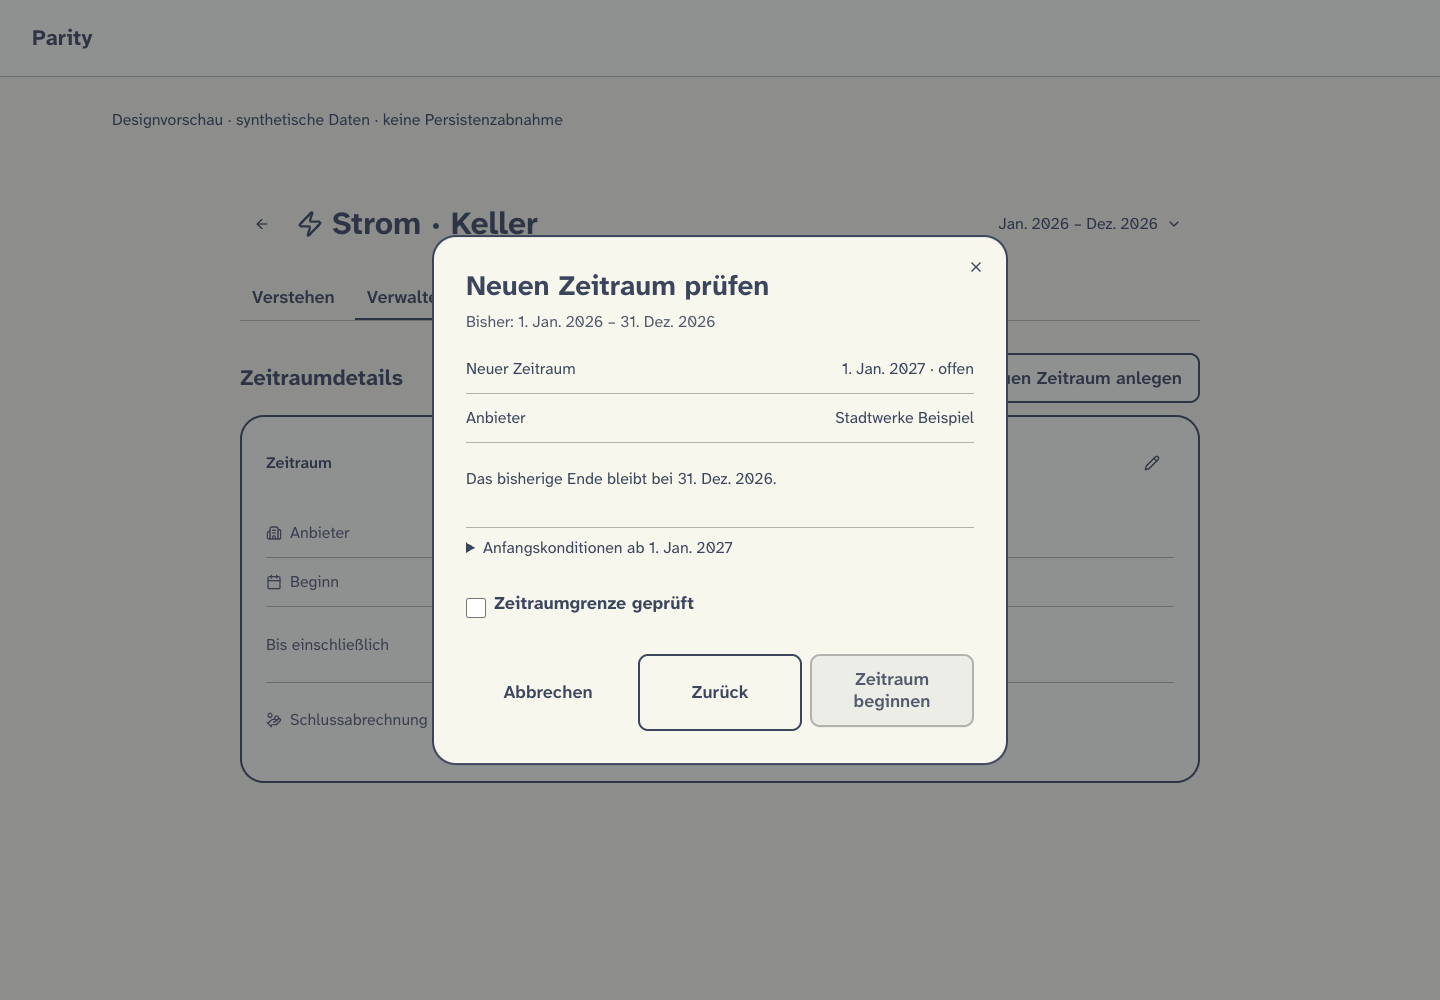 Parity
Designvorschau · synthetische Daten · keine Persistenzabnahme
Strom · Keller
Jan. 2026 – Dez. 2026
Verstehen
Zeitraumdetails
Zeitraum anlegen
Zeitraum
Anbieter
Beginn
Bis einschließlich
Schlussabrechnung
Neuen Zeitraum prüfen
Bisher: 1. Jan. 2026 – 31. Dez. 2026
Neuer Zeitraum
1. Jan. 2027 · offen
Anbieter
Stadtwerke Beispiel
Das bisherige Ende bleibt bei 31. Dez. 2026.
Anfangskonditionen ab 1. Jan. 2027
Zeitraumgrenze geprüft
Abbrechen
Zurück
Zeitraum
beginnen